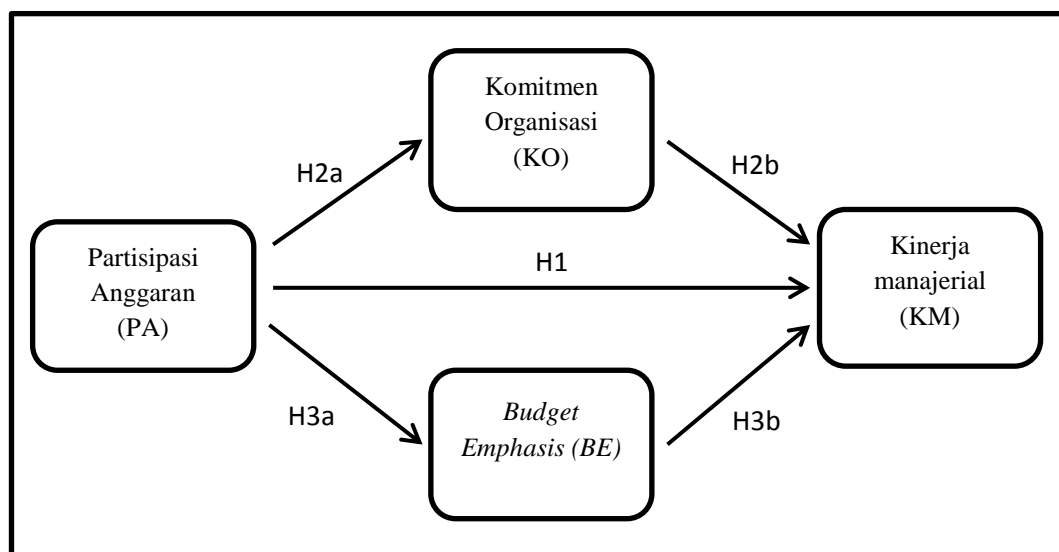 Komitmen
Organisasi
(KO)
H2a
H2b
Partisipasi
Anggaran
(PA)
H1
Kinerja
manajerial
(KM)
H3a
H3b
Budget
Emphasis (BE)